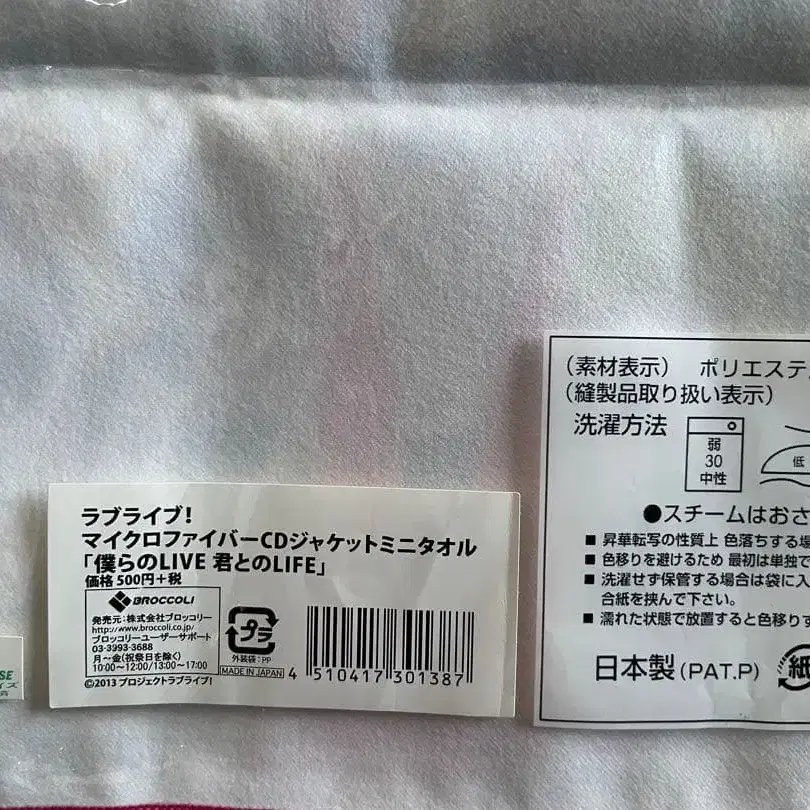 ラブライブ!
マイクロファイバーCDジャケットミニタオル
「僕らのLIVE 君とのLIFE」
価格 500円+税
BROCCOLI
発売元:株式会社ブロッコリー
http://www.broccoli.co.jp/
ブロッコリーユーザーサポート
03-3993-3688
月〜金(祝祭日を除く)
10:00〜12:00/13:00〜17:00
©2013 プロジェクトラブライブ!
プラ
外装袋:PP
MADE IN JAPAN
4 510417 301387
(素材表示) ポリエステ
(縫製品取り扱い表示)
洗濯方法
弱
30
中性
低
●スチームはおさ
■ 昇華転写の性質上 色落ちする場
■ 色移りを避けるため 最初は単独で
■ 洗濯せず保管する場合は袋に入
合紙を挟んで下さい。
■ 濡れた状態で放置すると色移りす
日本製(PAT.P)
紙
SE
イズ